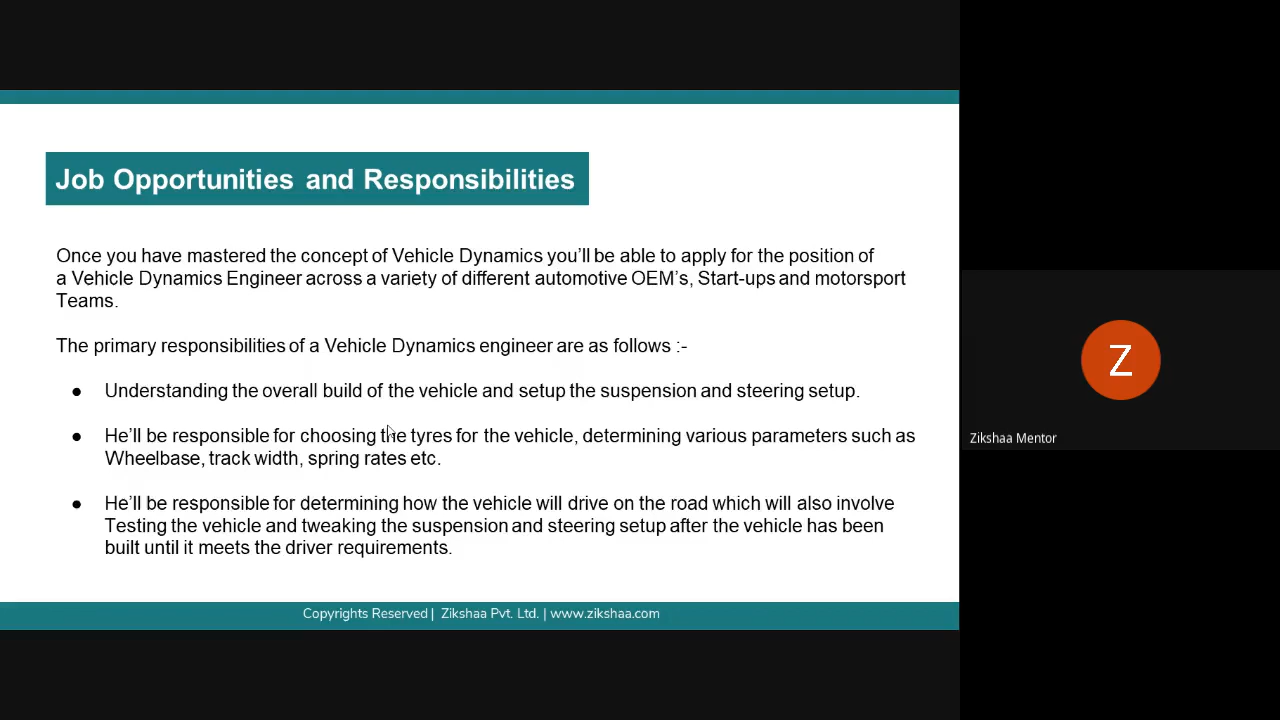 Job Opportunities and Responsibilities
Once you have mastered the concept of Vehicle Dynamics you'll be able to apply for the position of
a Vehicle Dynamics Engineer across a variety of different automotive OEM's, Start-ups and motorsport
Teams.
The primary responsibilities of a Vehicle Dynamics engineer are as follows :-
● Understanding the overall build of the vehicle and setup the suspension and steering setup.
● He'll be responsible for choosing the tyres for the vehicle, determining various parameters such as
Wheelbase, track width, spring rates etc.
● He'll be responsible for determining how the vehicle will drive on the road which will also involve
Testing the vehicle and tweaking the suspension and steering setup after the vehicle has been
built until it meets the driver requirements.
Copyrights Reserved | Zikshaa Pvt. Ltd. | www.zikshaa.com
Z
Zikshaa Mentor